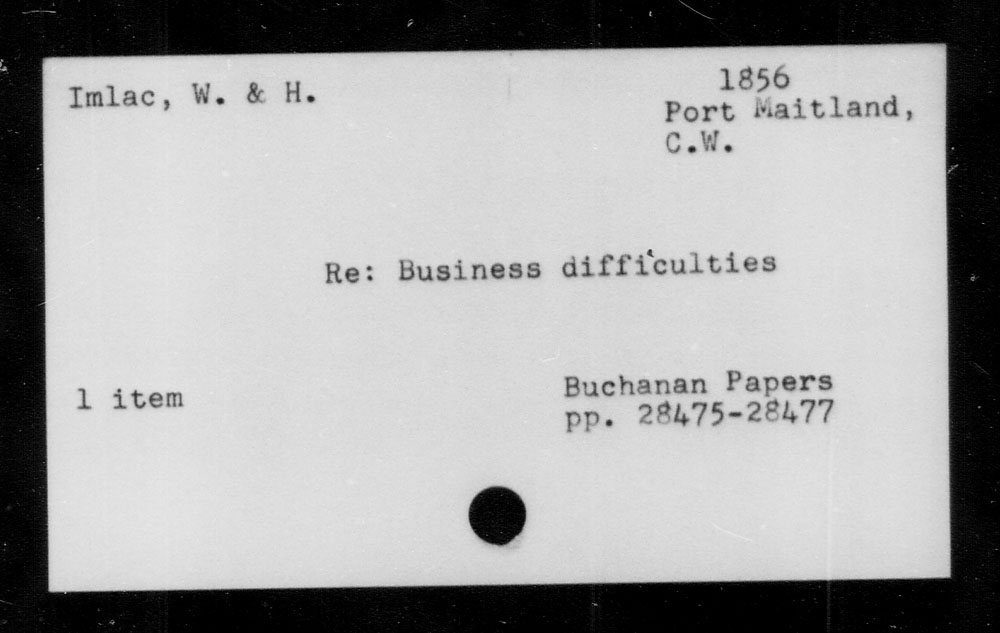 Imlac, W. & H.
1856
Port Maitland,
C.W.
Re: Business difficulties
1 item
Buchanan Papers
pp. 28475-28477